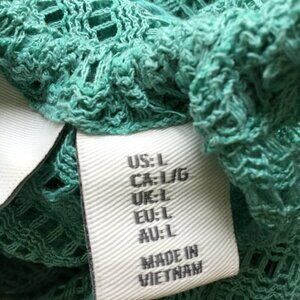 US: L
CA: L/G
UK: L
EU: L
AU: L
MADE IN
VIETNAM